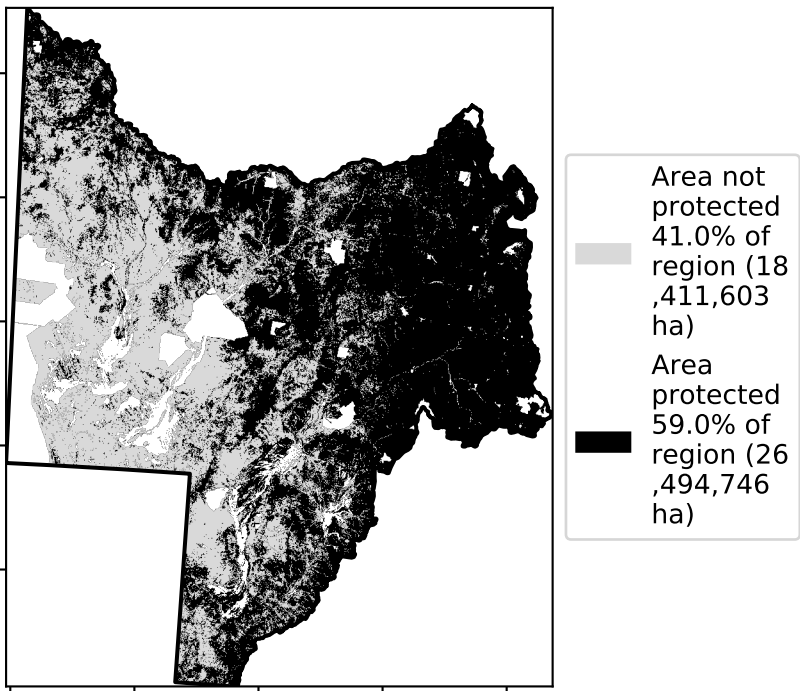 Area not
protected
41.0% of
region (18
,411,603
ha)
Area
protected
59.0% of
region (26
,494,746
ha)